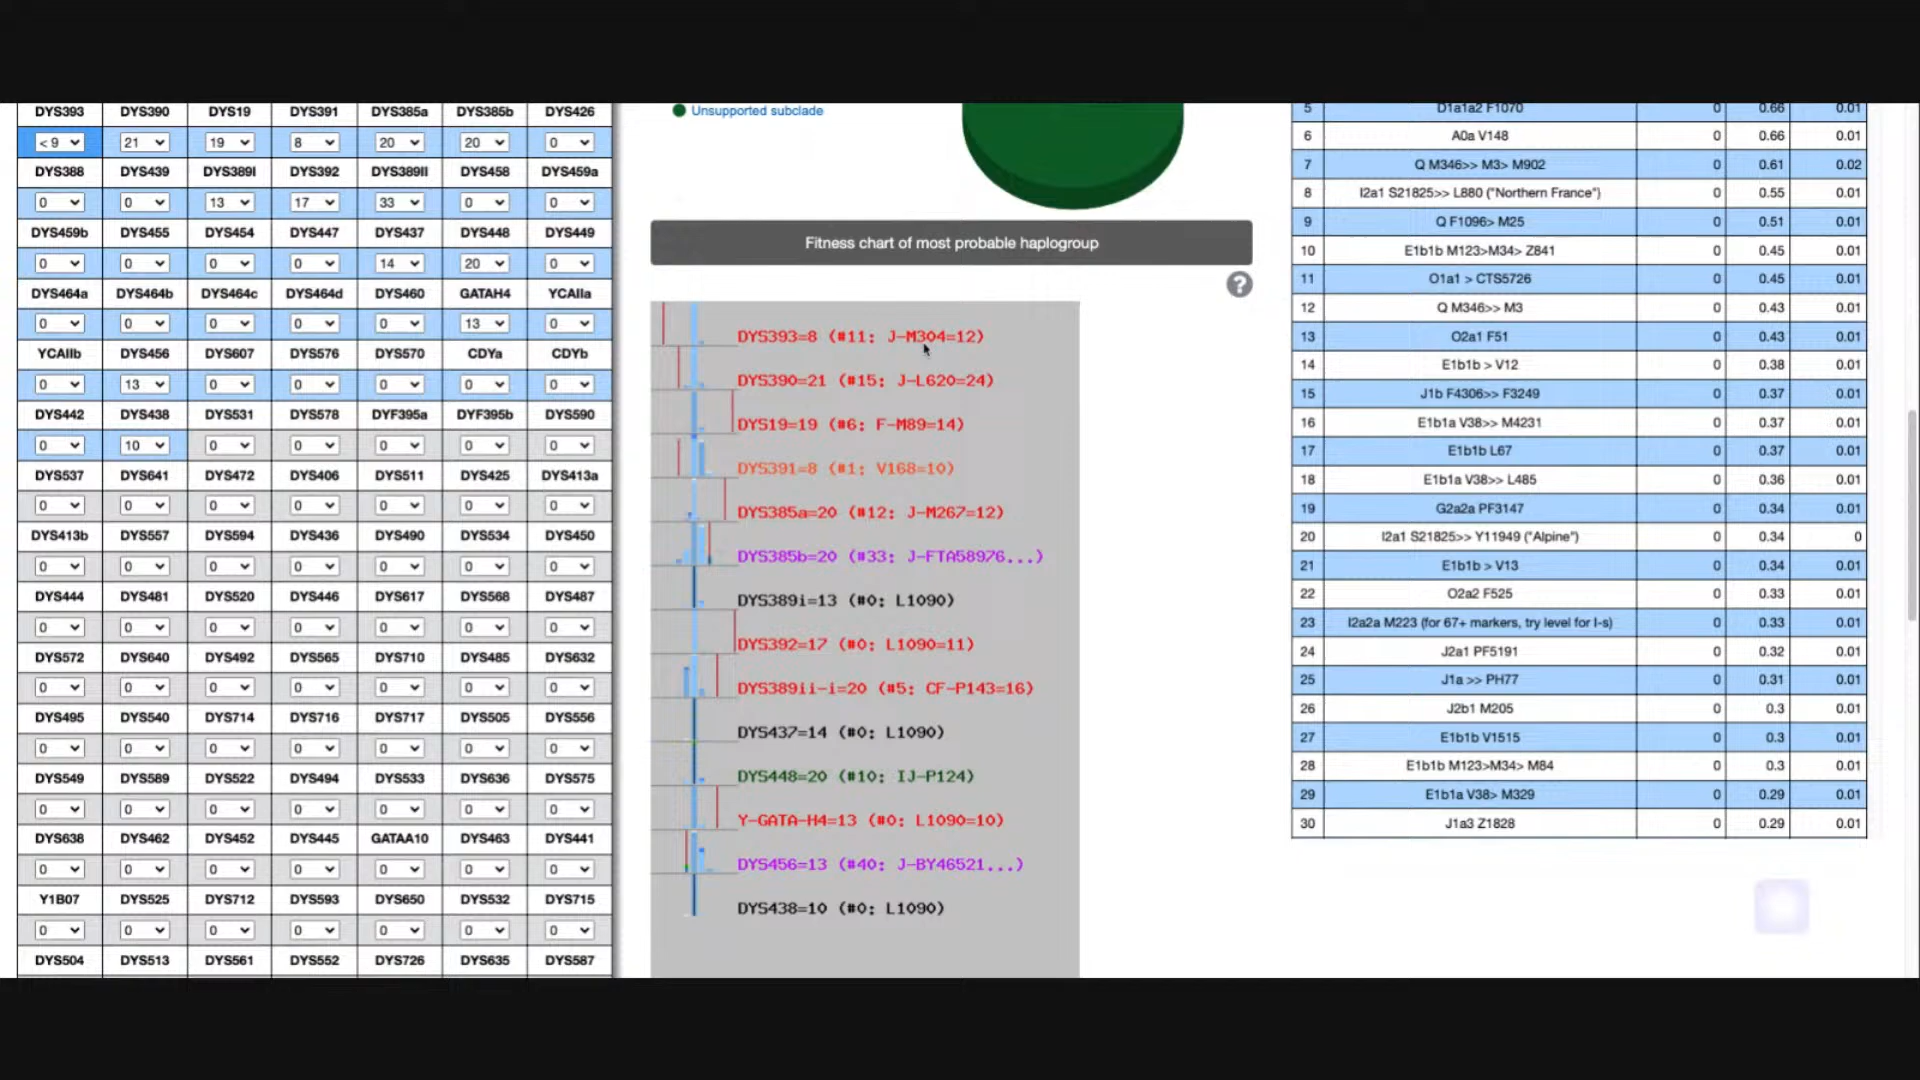 DYS393 DYS390 DYS19 DYS391 DYS385a DYS385b DYS426
< 9 21 19 8 20 20 0
DYS388 DYS439 DYS389I DYS392 DYS389II DYS458 DYS459a
0 0 13 17 33 0 0
DYS459b DYS455 DYS454 DYS447 DYS437 DYS448 DYS449
0 0 0 0 14 20 0
DYS464a DYS464b DYS464c DYS464d DYS460 GATAH4 YCAIIa
0 0 0 0 0 13 0
YCAIIb DYS456 DYS607 DYS576 DYS570 CDYa CDYb
0 13 0 0 0 0 0
DYS442 DYS438 DYS531 DYS578 DYF395a DYF395b DYS590
0 10 0 0 0 0 0
DYS537 DYS641 DYS472 DYS406 DYS511 DYS425 DYS413a
0 0 0 0 0 0 0
DYS413b DYS557 DYS594 DYS436 DYS490 DYS534 DYS450
0 0 0 0 0 0 0
DYS444 DYS481 DYS520 DYS446 DYS617 DYS568 DYS487
0 0 0 0 0 0 0
DYS572 DYS640 DYS492 DYS565 DYS710 DYS485 DYS632
0 0 0 0 0 0 0
DYS495 DYS540 DYS714 DYS716 DYS717 DYS505 DYS556
0 0 0 0 0 0 0
DYS549 DYS589 DYS522 DYS494 DYS533 DYS636 DYS575
0 0 0 0 0 0 0
DYS638 DYS462 DYS452 DYS445 GATAA10 DYS463 DYS441
0 0 0 0 0 0 0
Y1B07 DYS525 DYS712 DYS593 DYS650 DYS532 DYS715
0 0 0 0 0 0 0
DYS504 DYS513 DYS561 DYS552 DYS726 DYS635 DYS587
Unsupported subclade
Fitness chart of most probable haplogroup
?
DYS393=8 (#11: J-M304=12)
DYS390=21 (#15: J-L620=24)
DYS19=19 (#6: F-M89=14)
DYS391=8 (#1: V168=10)
DYS385a=20 (#12: J-M267=12)
DYS385b=20 (#33: J-FTA58976...)
DYS389i=13 (#0: L1090)
DYS392=17 (#0: L1090=11)
DYS389ii-i=20 (#5: CF-P143=16)
DYS437=14 (#0: L1090)
DYS448=20 (#10: IJ-P124)
Y-GATA-H4=13 (#0: L1090=10)
DYS456=13 (#40: J-BY46521...)
DYS438=10 (#0: L1090)
5 D1a1a2 F1070 0 0.66 0.01
6 A0a V148 0 0.66 0.01
7 Q M346>> M3> M902 0 0.61 0.02
8 I2a1 S21825>> L880 ("Northern France") 0 0.55 0.01
9 Q F1096> M25 0 0.51 0.01
10 E1b1b M123>M34> Z841 0 0.45 0.01
11 O1a1 > CTS5726 0 0.45 0.01
12 Q M346>> M3 0 0.43 0.01
13 O2a1 F51 0 0.43 0.01
14 E1b1b > V12 0 0.38 0.01
15 J1b F4306>> F3249 0 0.37 0.01
16 E1b1a V38>> M4231 0 0.37 0.01
17 E1b1b L67 0 0.37 0.01
18 E1b1a V38>> L485 0 0.36 0.01
19 G2a2a PF3147 0 0.34 0.01
20 I2a1 S21825>> Y11949 ("Alpine") 0 0.34 0
21 E1b1b > V13 0 0.34 0.01
22 O2a2 F525 0 0.33 0.01
23 I2a2a M223 (for 67+ markers, try level for I-s) 0 0.33 0.01
24 J2a1 PF5191 0 0.32 0.01
25 J1a >> PH77 0 0.31 0.01
26 J2b1 M205 0 0.3 0.01
27 E1b1b V1515 0 0.3 0.01
28 E1b1b M123>M34> M84 0 0.3 0.01
29 E1b1a V38> M329 0 0.29 0.01
30 J1a3 Z1828 0 0.29 0.01